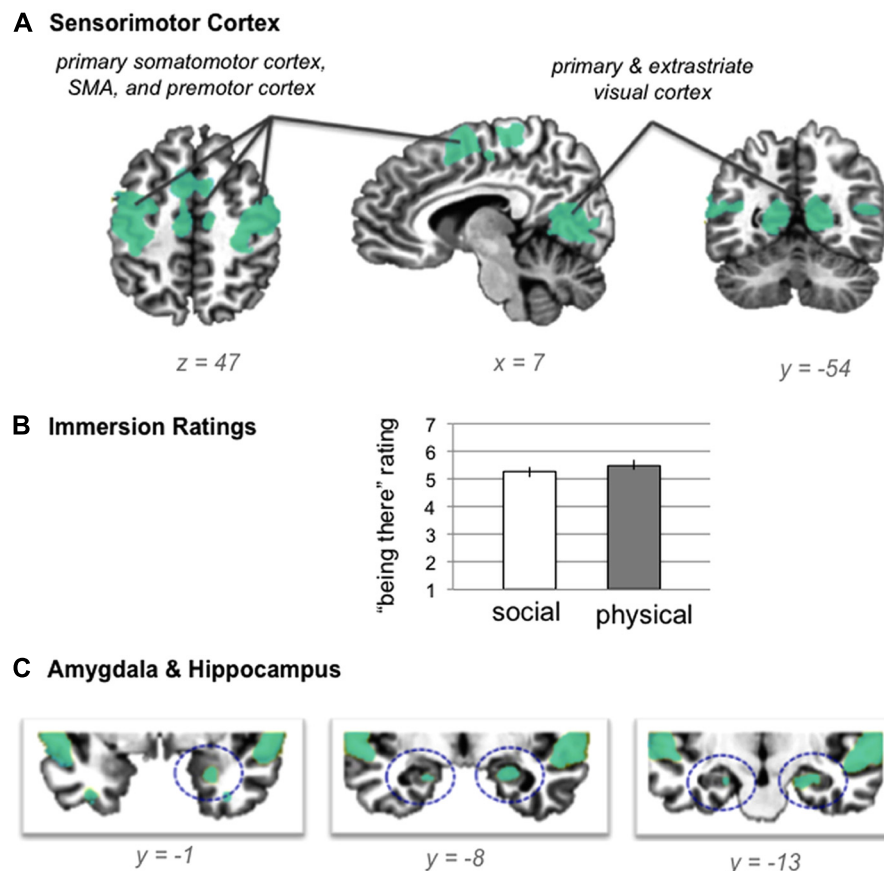 A Sensorimotor Cortex
primary somatomotor cortex,
SMA, and premotor cortex
primary & extrastriate
visual cortex
z = 47
x = 7
y = -54
B Immersion Ratings
"being there" rating
7
6
5
4
3
2
1
social
physical
C Amygdala & Hippocampus
y = -1
y = -8
y = -13